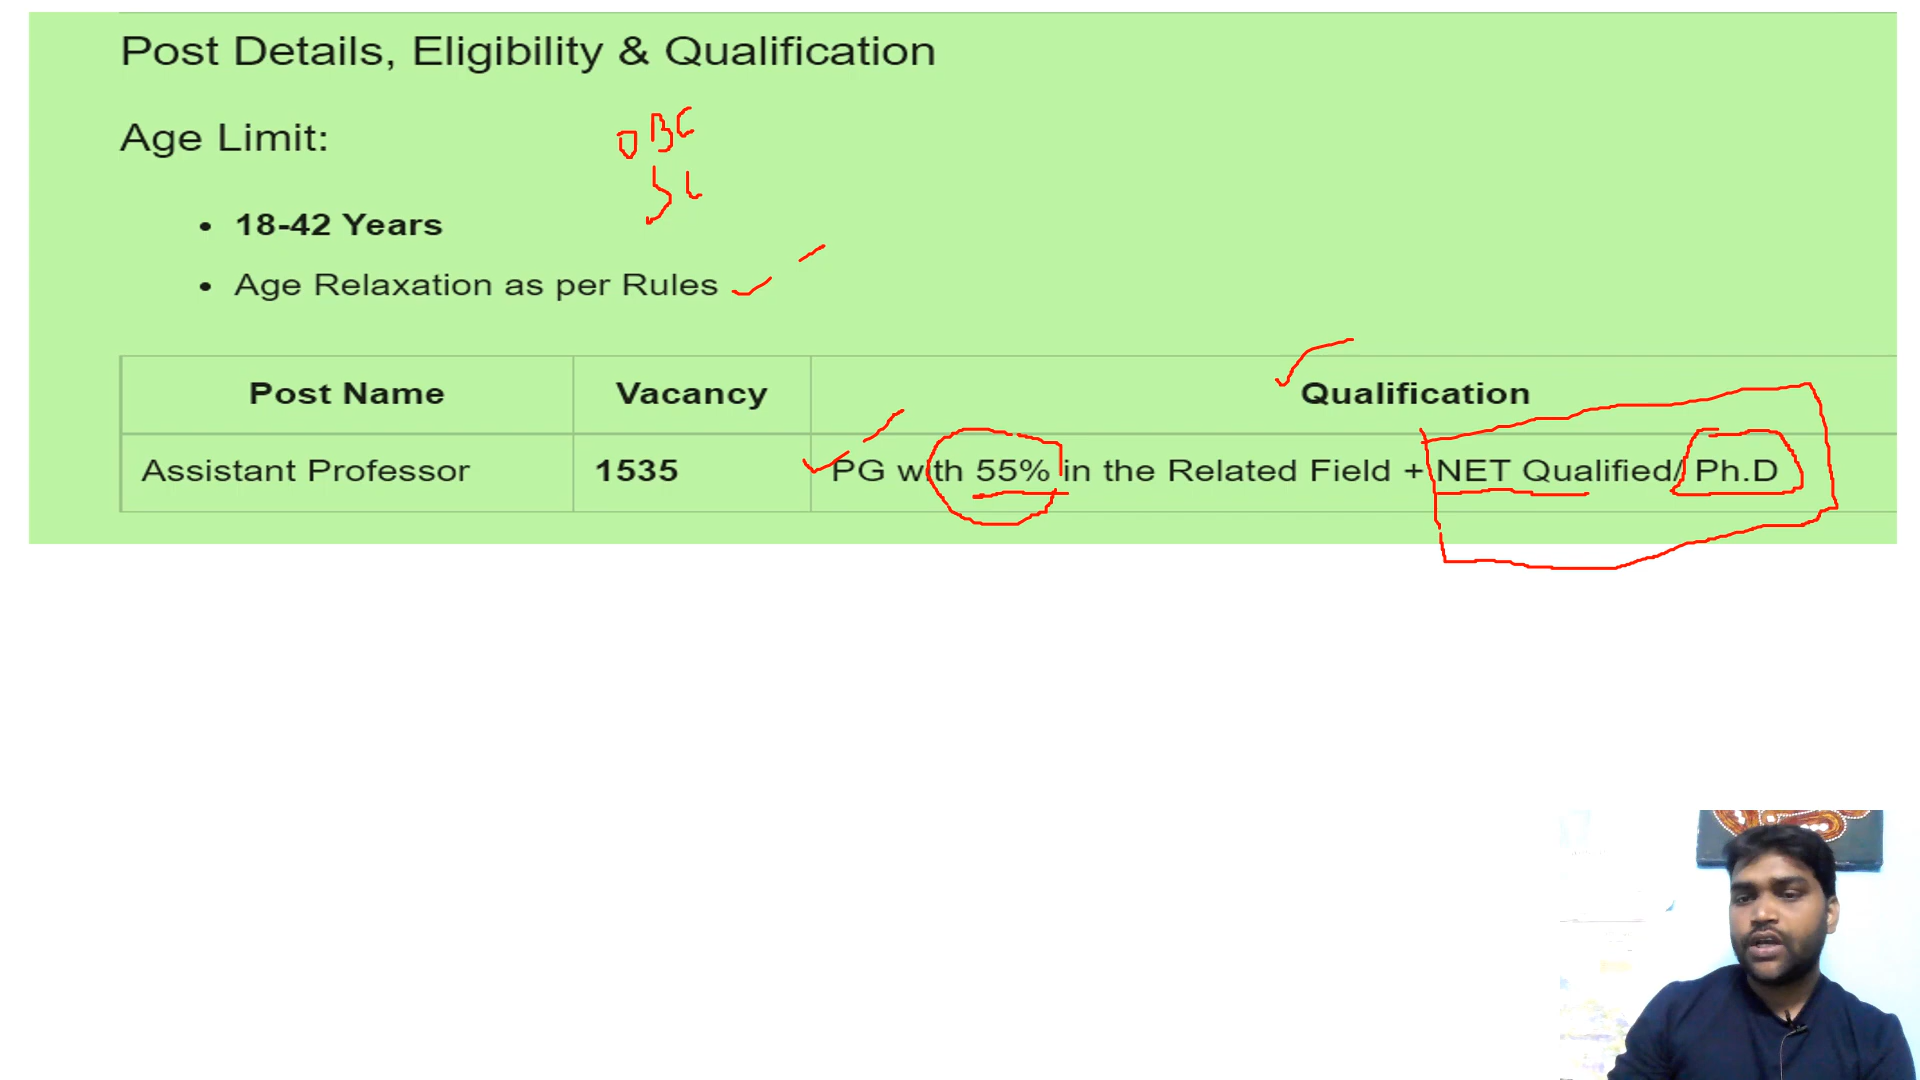 Post Details, Eligibility & Qualification
Age Limit:
OBC
SC
• 18-42 Years
• Age Relaxation as per Rules
Post Name Vacancy Qualification
Assistant Professor 1535 PG with 55% in the Related Field + NET Qualified/ Ph.D